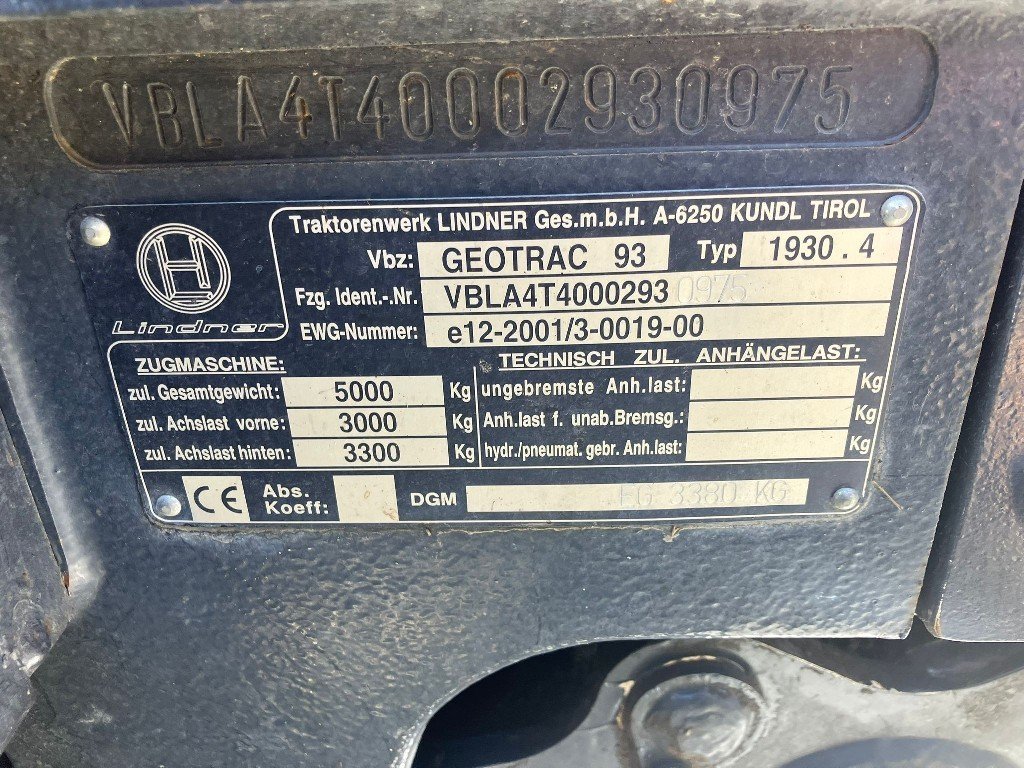 VBLA4T40002930975
Traktorenwerk LINDNER Ges.m.b.H. A-6250 KUNDL TIROL
H
Lindner
Vbz: GEOTRAC 93 Typ 1930.4
Fzg. Ident.-Nr. VBLA4T4000293 0975
EWG-Nummer: e12-2001/3-0019-00
ZUGMASCHINE:
zul. Gesamtgewicht: 5000 Kg
zul. Achslast vorne: 3000 Kg
zul. Achslast hinten: 3300 Kg
TECHNISCH ZUL. ANHÄNGELAST:
ungebremste Anh.last: Kg
Anh.last f. unab.Bremsg.: Kg
hydr./pneumat. gebr. Anh.last: Kg
CE Abs. Koeff: DGM FG 3380 KG